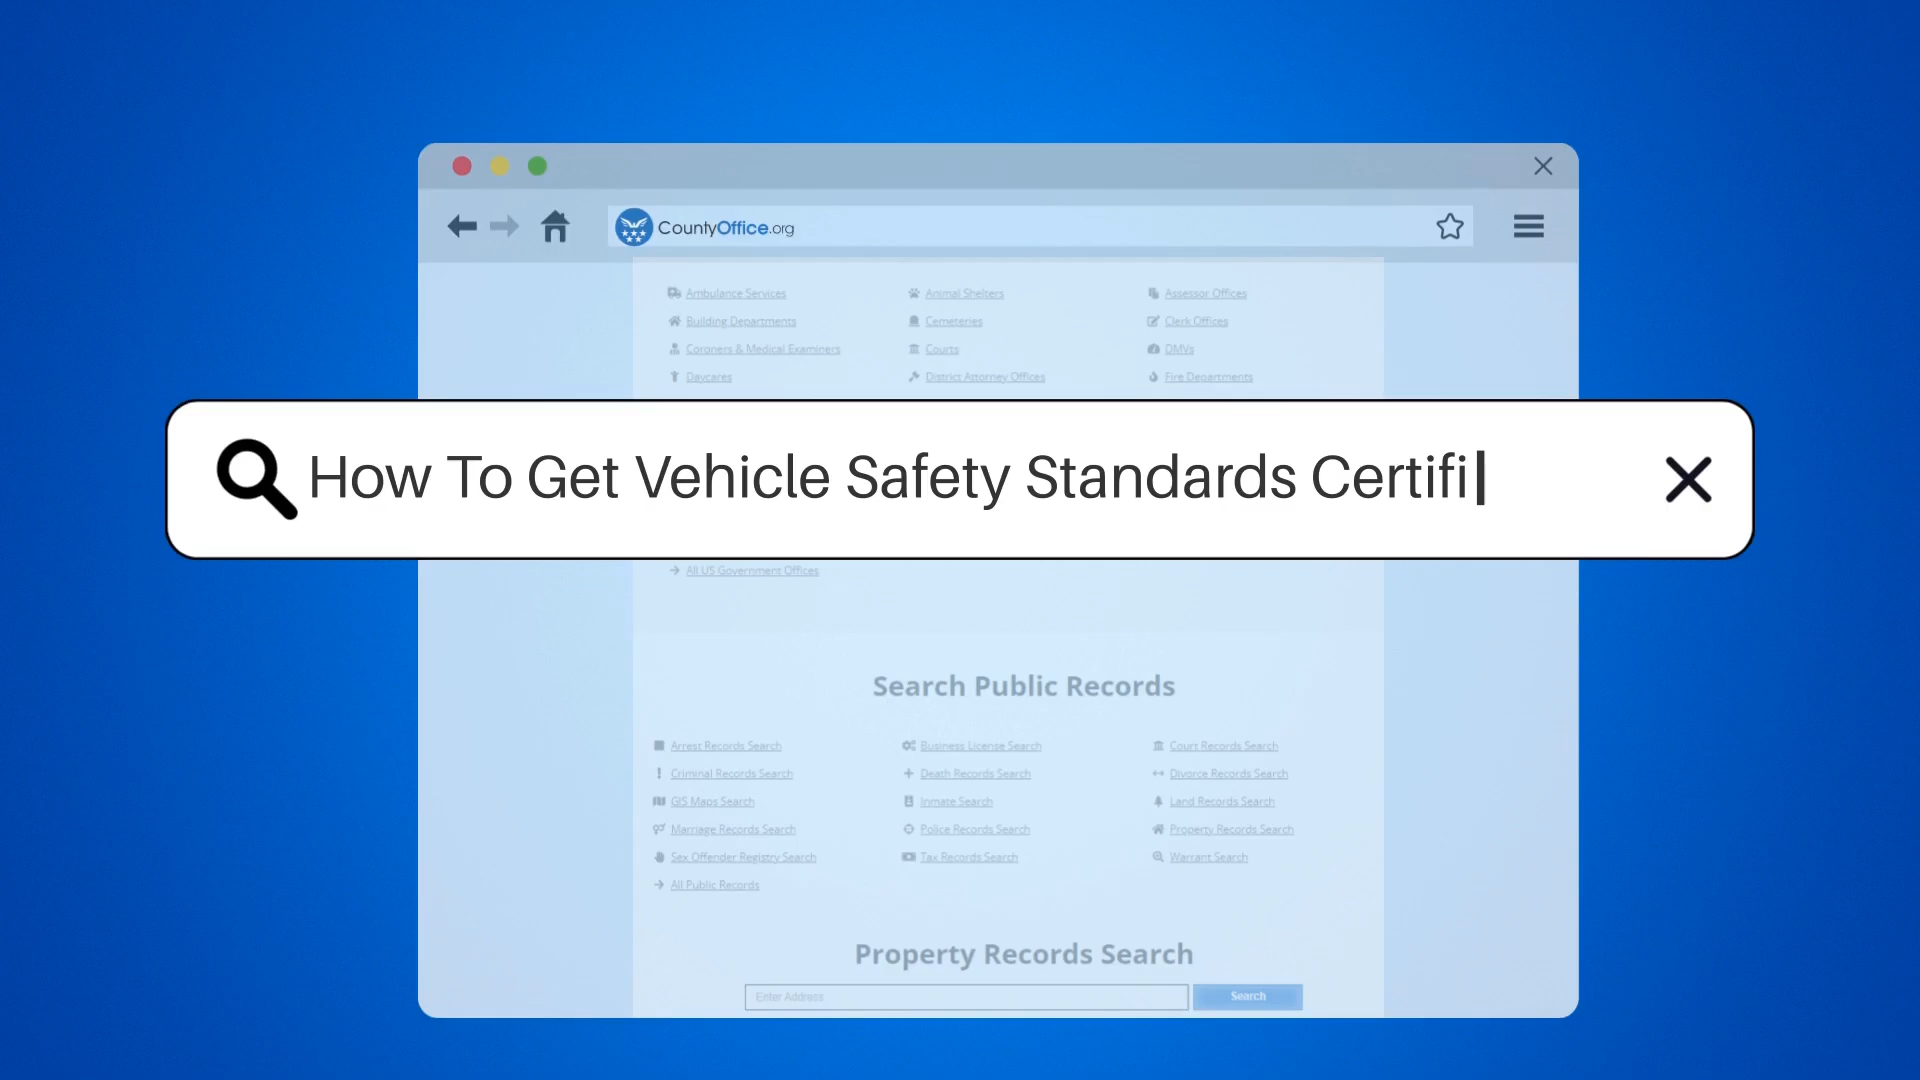 CountyOffice.org
Ambulance Services Animal Shelters Assessor Offices
Building Departments Cemeteries Clerk Offices
Coroners & Medical Examiners Courts DMVs
Daycares District Attorney Offices Fire Departments
How To Get Vehicle Safety Standards Certifi
All US Government Offices
Search Public Records
Arrest Records Search Business License Search Court Records Search
Criminal Records Search Death Records Search Divorce Records Search
GIS Maps Search Inmate Search Land Records Search
Marriage Records Search Police Records Search Property Records Search
Sex Offender Registry Search Tax Records Search Warrant Search
All Public Records
Property Records Search
Enter Address Search